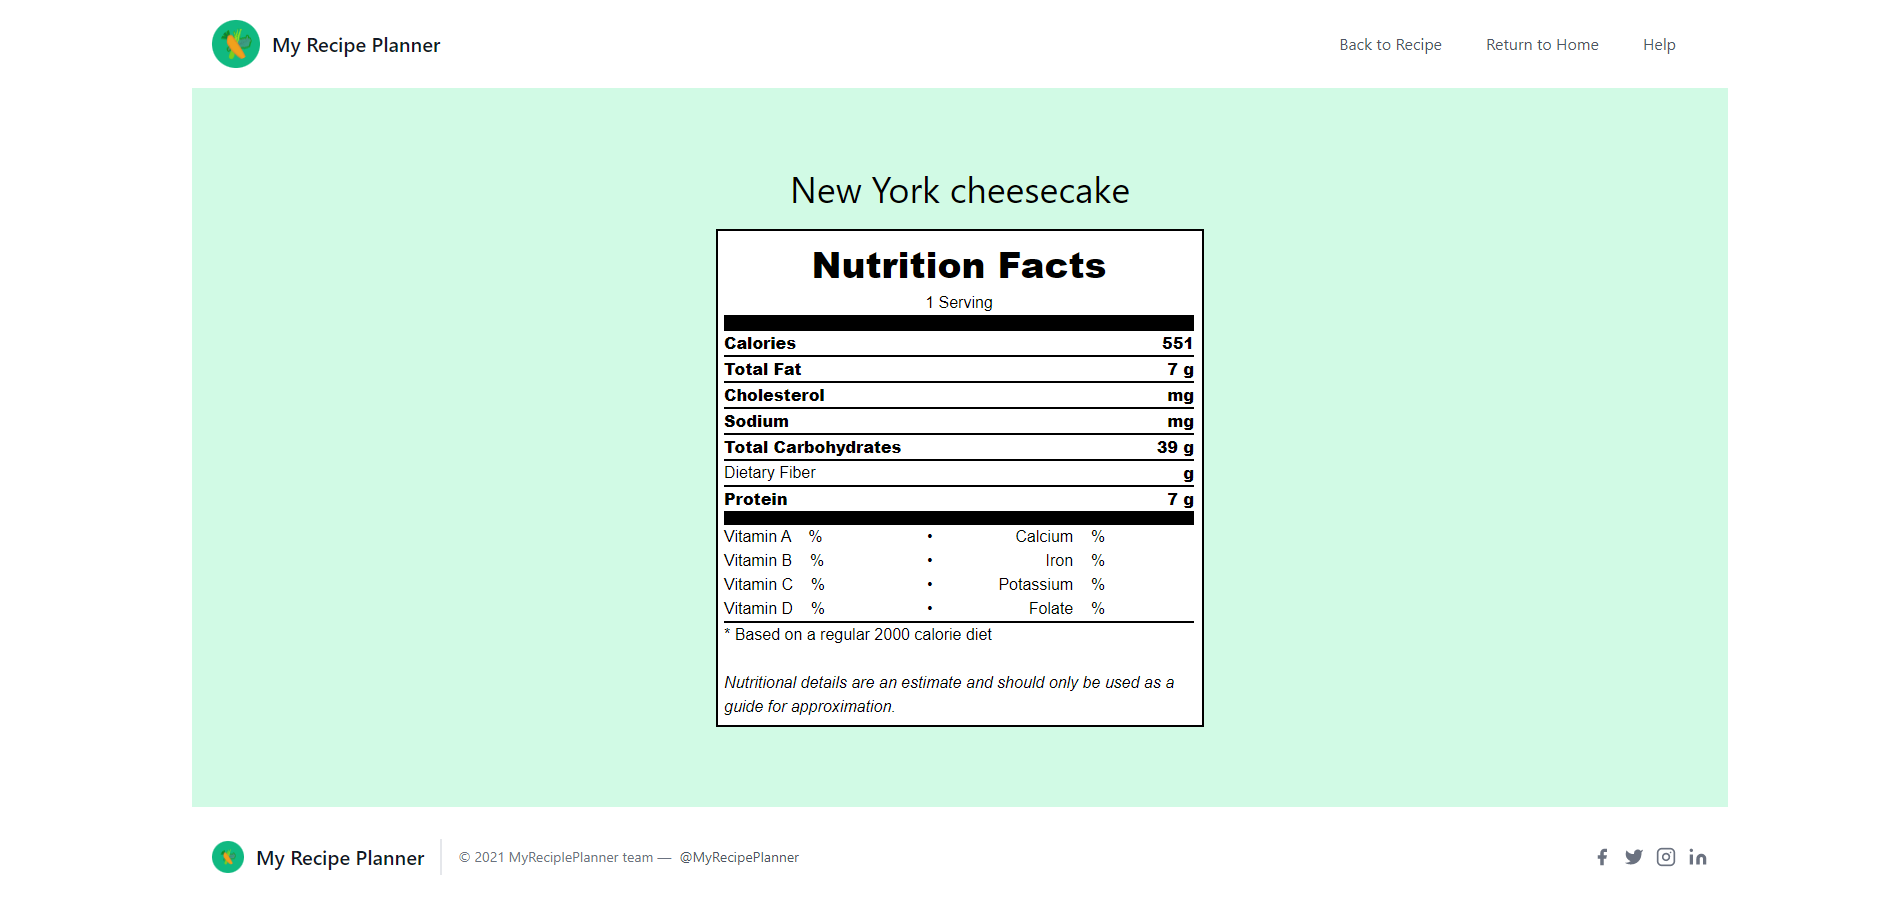 My Recipe Planner
Back to Recipe Return to Home Help
New York cheesecake
Nutrition Facts
1 Serving
Calories 551
Total Fat 7 g
Cholesterol mg
Sodium mg
Total Carbohydrates 39 g
Dietary Fiber g
Protein 7 g
Vitamin A % • Calcium %
Vitamin B % • Iron %
Vitamin C % • Potassium %
Vitamin D % • Folate %
* Based on a regular 2000 calorie diet
Nutritional details are an estimate and should only be used as a
guide for approximation.
My Recipe Planner © 2021 MyReciplePlanner team — @MyRecipePlanner